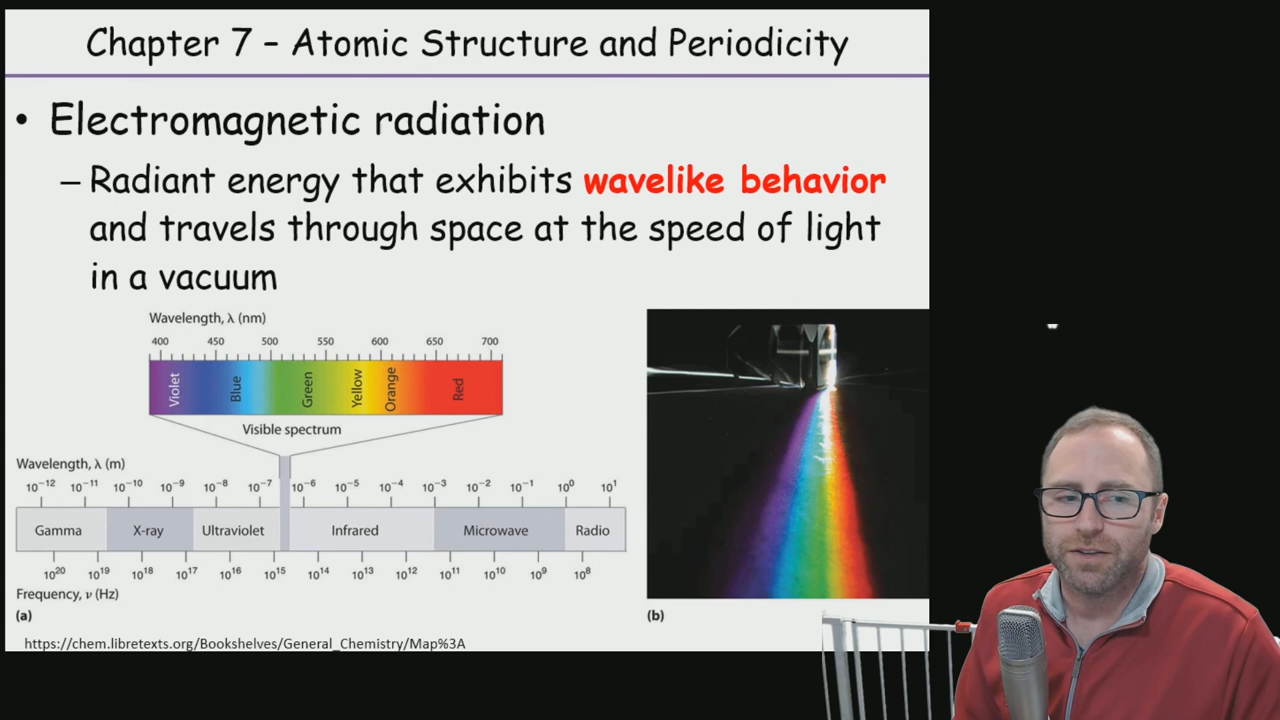 Chapter 7 – Atomic Structure and Periodicity
• Electromagnetic radiation
– Radiant energy that exhibits wavelike behavior
and travels through space at the speed of light
in a vacuum
Wavelength, λ (nm)
400 450 500 550 600 650 700
Violet Blue Green Yellow Orange Red
Visible spectrum
Wavelength, λ (m)
10⁻¹² 10⁻¹¹ 10⁻¹⁰ 10⁻⁹ 10⁻⁸ 10⁻⁷ 10⁻⁶ 10⁻⁵ 10⁻⁴ 10⁻³ 10⁻² 10⁻¹ 10⁰ 10¹
Gamma X-ray Ultraviolet Infrared Microwave Radio
10²⁰ 10¹⁹ 10¹⁸ 10¹⁷ 10¹⁶ 10¹⁵ 10¹⁴ 10¹³ 10¹² 10¹¹ 10¹⁰ 10⁹ 10⁸
Frequency, ν (Hz)
(a) (b)
https://chem.libretexts.org/Bookshelves/General_Chemistry/Map%3A